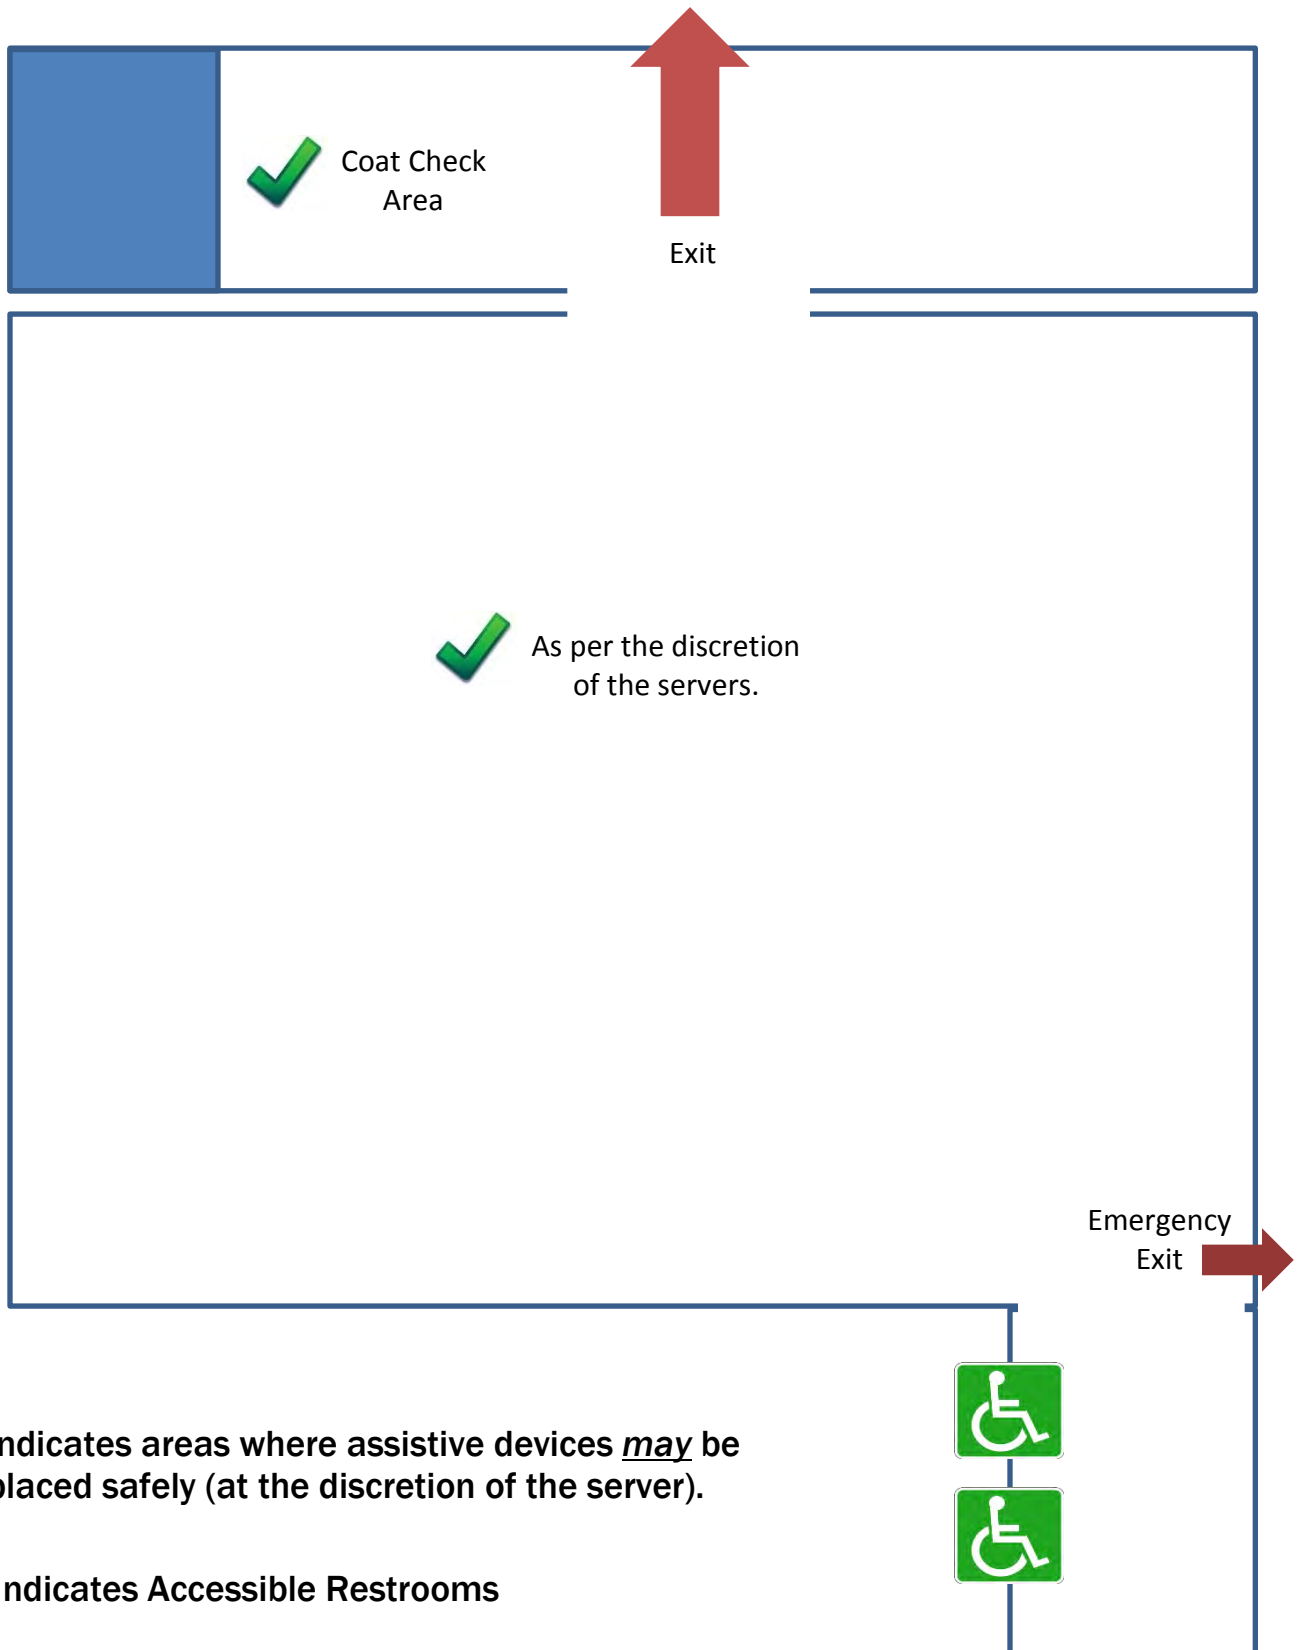 Coat Check
Area
Exit
As per the discretion
of the servers.
Emergency
Exit
ndicates areas where assistive devices may be
placed safely (at the discretion of the server).
ndicates Accessible Restrooms